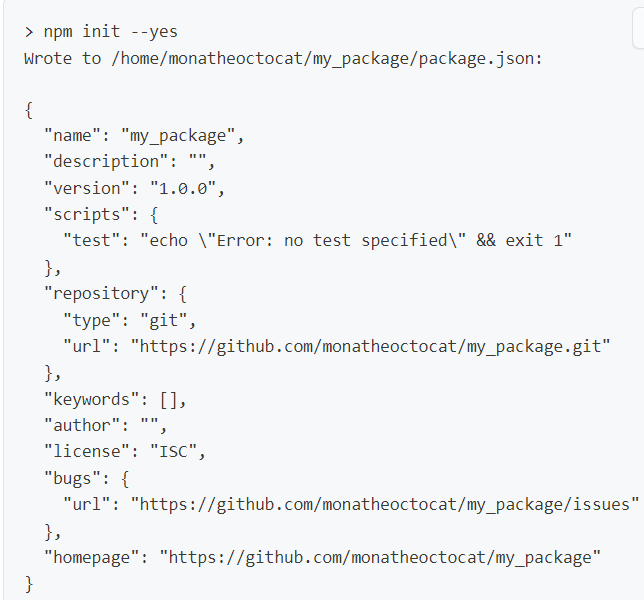 > npm init --yes
Wrote to /home/monatheoctocat/my_package/package.json:

{
  "name": "my_package",
  "description": "",
  "version": "1.0.0",
  "scripts": {
    "test": "echo \"Error: no test specified\" && exit 1"
  },
  "repository": {
    "type": "git",
    "url": "https://github.com/monatheoctocat/my_package.git"
  },
  "keywords": [],
  "author": "",
  "license": "ISC",
  "bugs": {
    "url": "https://github.com/monatheoctocat/my_package/issues"
  },
  "homepage": "https://github.com/monatheoctocat/my_package"
}